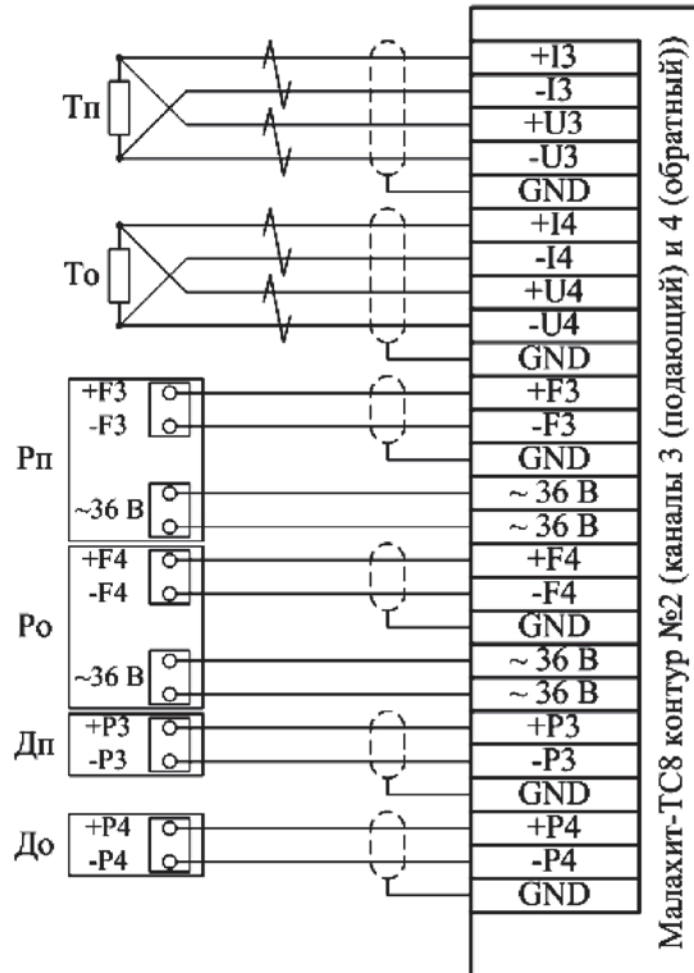 Тп
+I3
-I3
+U3
-U3
GND
То
+I4
-I4
+U4
-U4
GND
Рп
+F3
-F3
~36 В
+F3
-F3
GND
~ 36 В
~ 36 В
Ро
+F4
-F4
~36 В
+F4
-F4
GND
~ 36 В
~ 36 В
Дп
+P3
-P3
+P3
-P3
GND
До
+P4
-P4
+P4
-P4
GND
Малахит-ТС8 контур №2 (каналы 3 (подающий) и 4 (обратный))